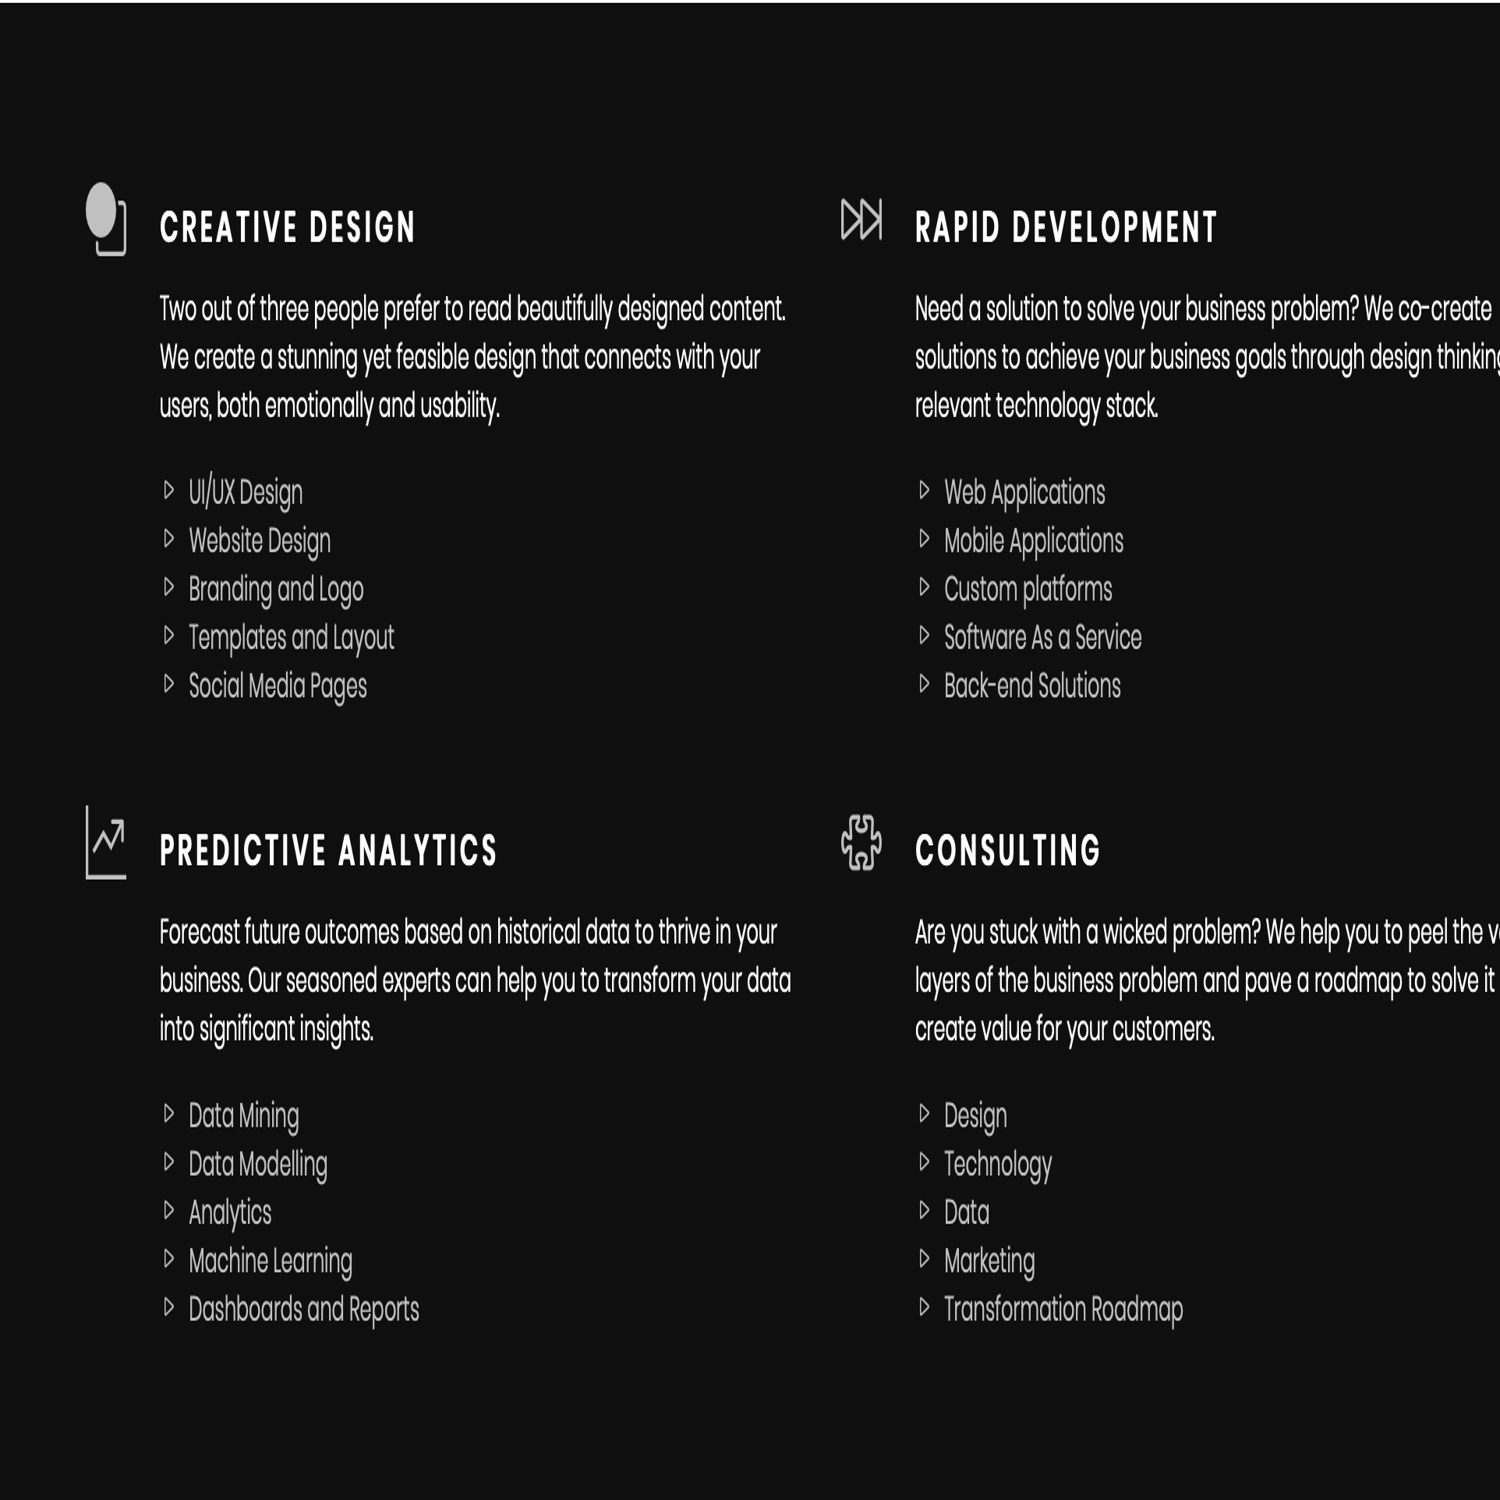 CREATIVE DESIGN
Two out of three people prefer to read beautifully designed content.
We create a stunning yet feasible design that connects with your
users, both emotionally and usability.
UI/UX Design
Website Design
Branding and Logo
Templates and Layout
Social Media Pages
RAPID DEVELOPMENT
Need a solution to solve your business problem? We co-create
solutions to achieve your business goals through design
relevant technology stack.
Web Applications
Mobile Applications
Custom platforms
Software As a Service
Back-end Solutions
PREDICTIVE ANALYTICS
Forecast future outcomes based on historical data to thrive in your
business. Our seasoned experts can help you to transform your data
into significant insights.
Data Mining
Data Modelling
Analytics
Machine Learning
Dashboards and Reports
CONSULTING
Are you stuck with a wicked problem? We help you to peel the
layers of the business problem and pave a roadmap to solve it
create value for your customers.
Design
Technology
Data
Marketing
Transformation Roadmap